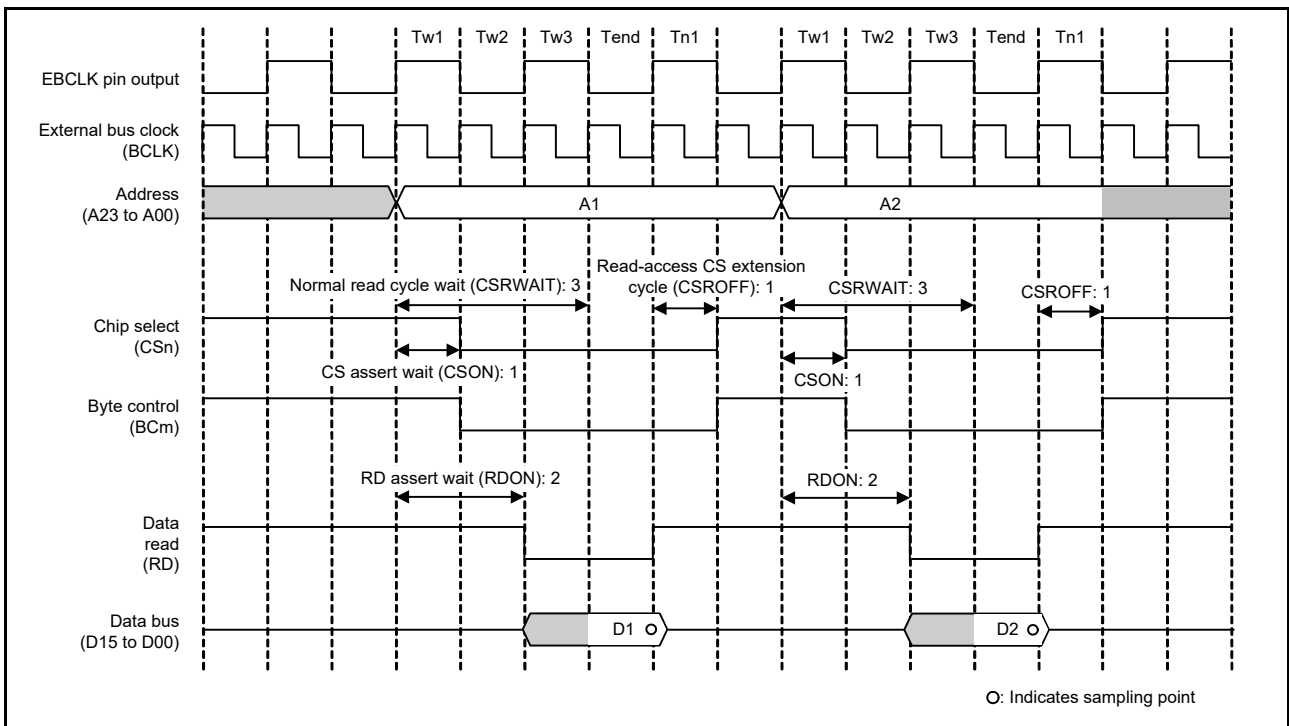 Tw1 Tw2 Tw3 Tend Tn1 Tw1 Tw2 Tw3 Tend Tn1
EBCLK pin output
External bus clock
(BCLK)
Address
(A23 to A00)
A1 A2
Read-access CS extension
cycle (CSROFF): 1
Normal read cycle wait (CSRWAIT): 3
CSRWAIT: 3
CSROFF: 1
Chip select
(CSn)
CS assert wait (CSON): 1
CSON: 1
Byte control
(BCm)
RD assert wait (RDON): 2
RDON: 2
Data
read
(RD)
Data bus
(D15 to D00)
D1 D2
O: Indicates sampling point